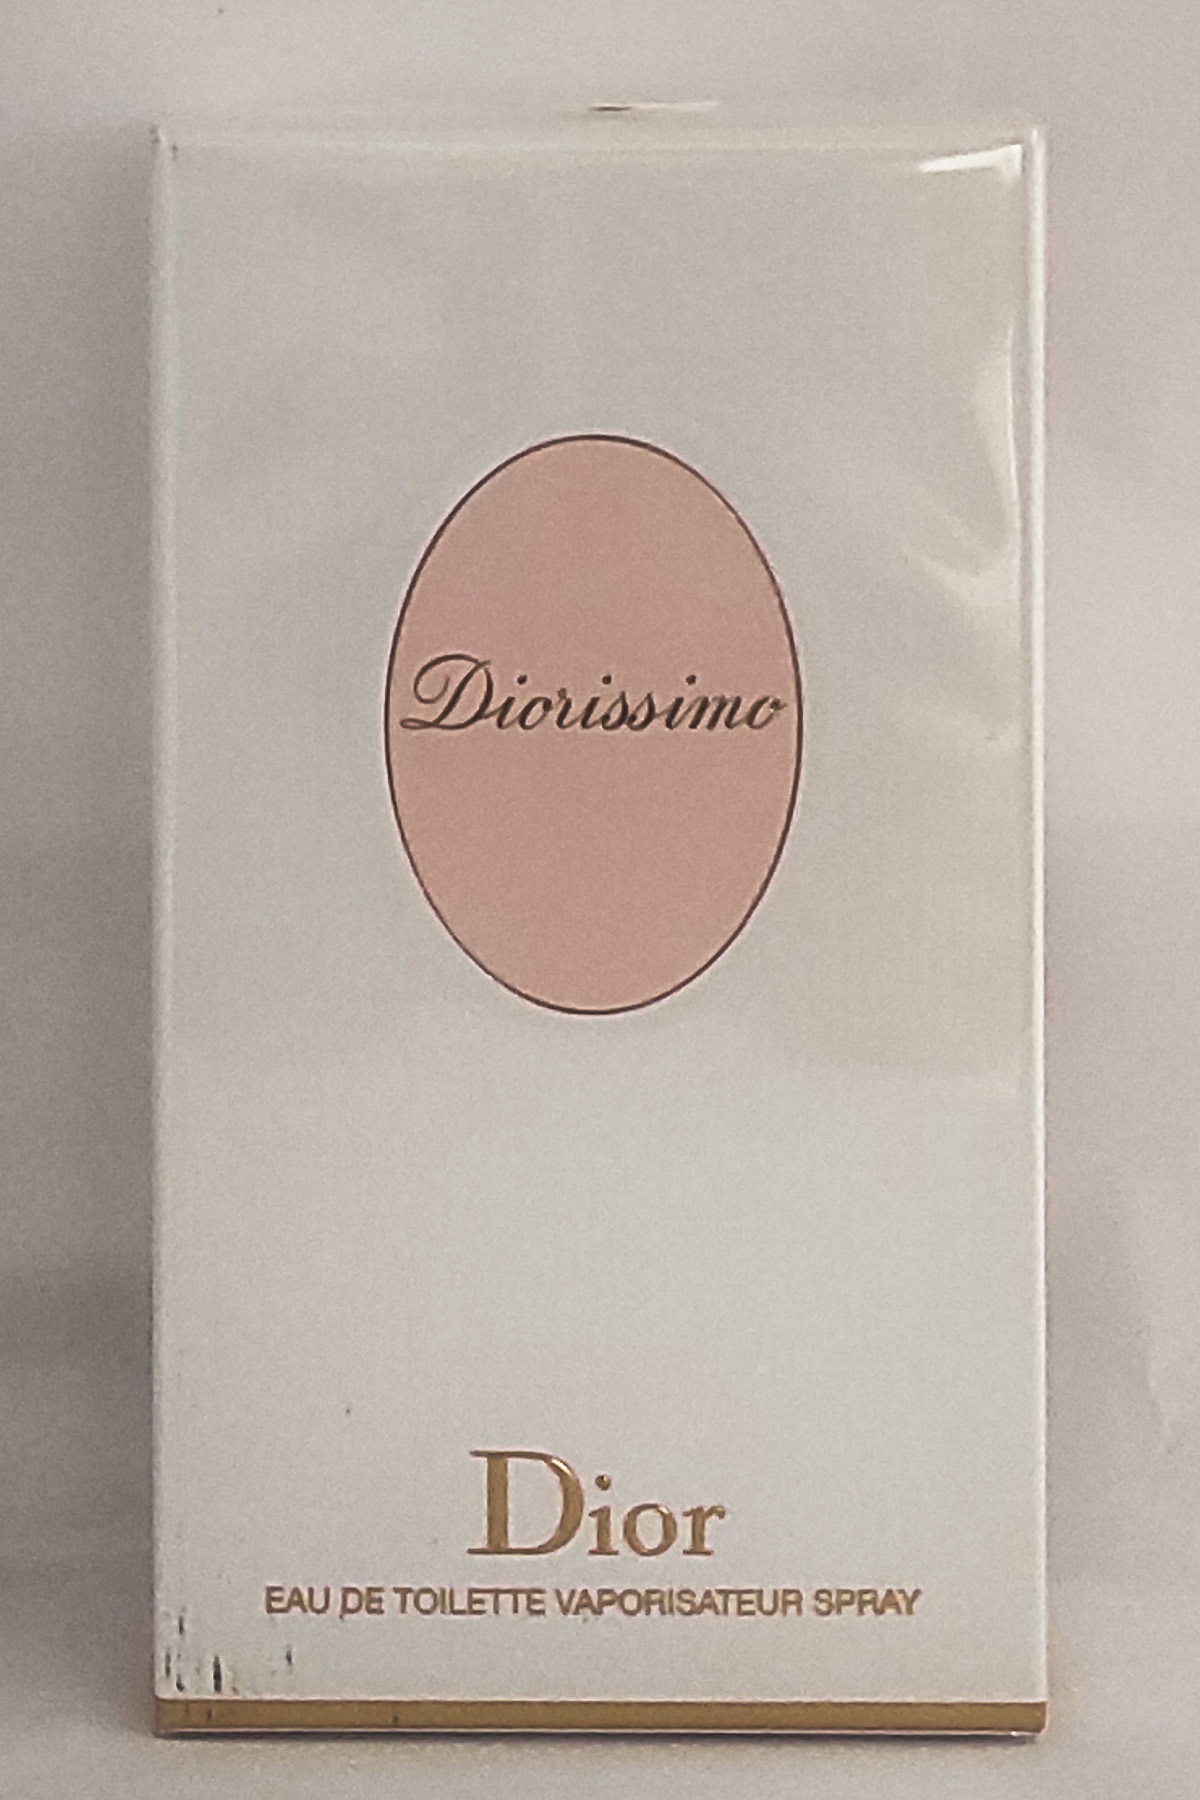 Diorissimo
Dior
EAU DE TOILETTE VAPORISATEUR SPRAY